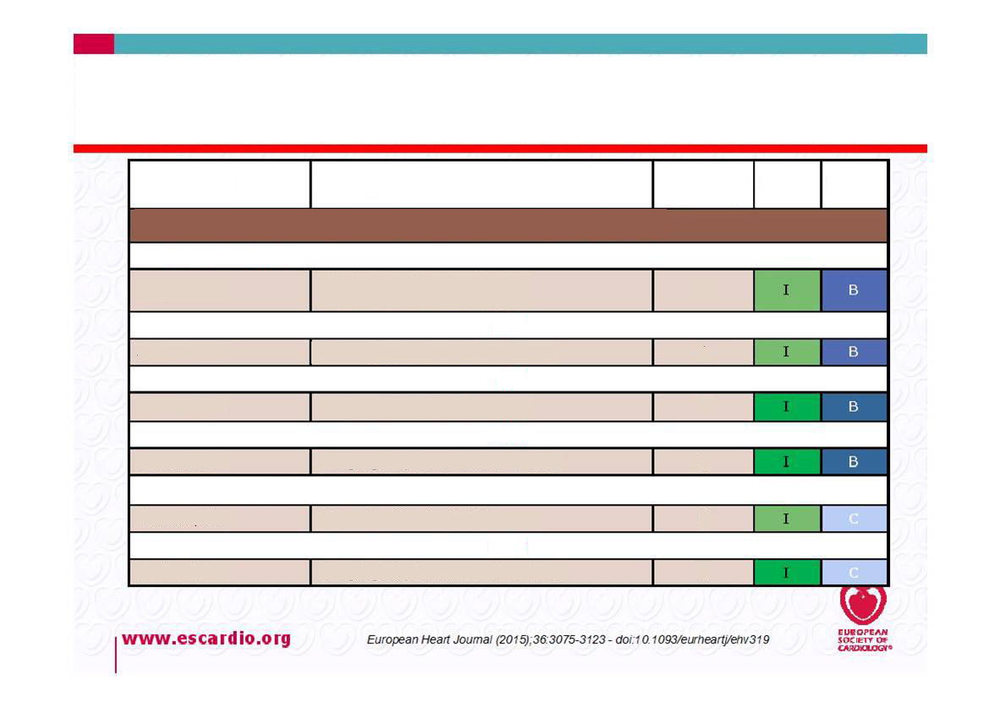 I B
I B
I B
I B
I C
I C
www.escardio.org
European Heart Journal (2015);36:3075-3123 - doi:10.1093/eurheartj/ehv319
EUROPEAN
SOCIETY OF
CARDIOLOGY®